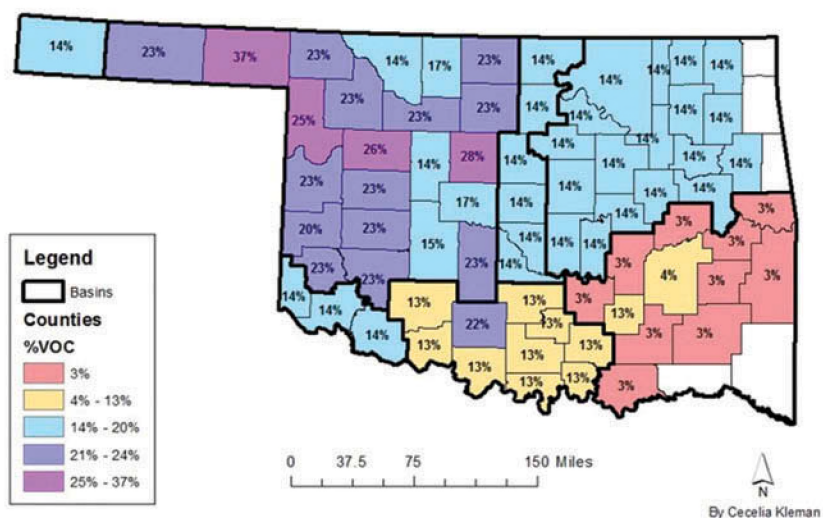 14% 23% 37% 23% 14% 17% 23% 14% 14% 14% 14%
23% 23% 23% 14% 14% 14% 14%
25% 14%
26% 14% 28% 14% 14% 14% 14% 14% 14%
23% 23% 17% 14% 14% 14% 14%
20% 23% 15% 23% 14% 14% 14% 14% 3% 3% 3%
23% 23% 14% 3% 4% 3% 3%
14% 14% 14% 13% 22% 13% 13% 3% 13%
13% 13% 13% 13% 3% 3%
13% 13% 3%
Legend
Basins
Counties
%VOC
3%
4% - 13%
14% - 20%
21% - 24%
25% - 37%
0 37.5 75 150 Miles
N
By Cecelia Kleman